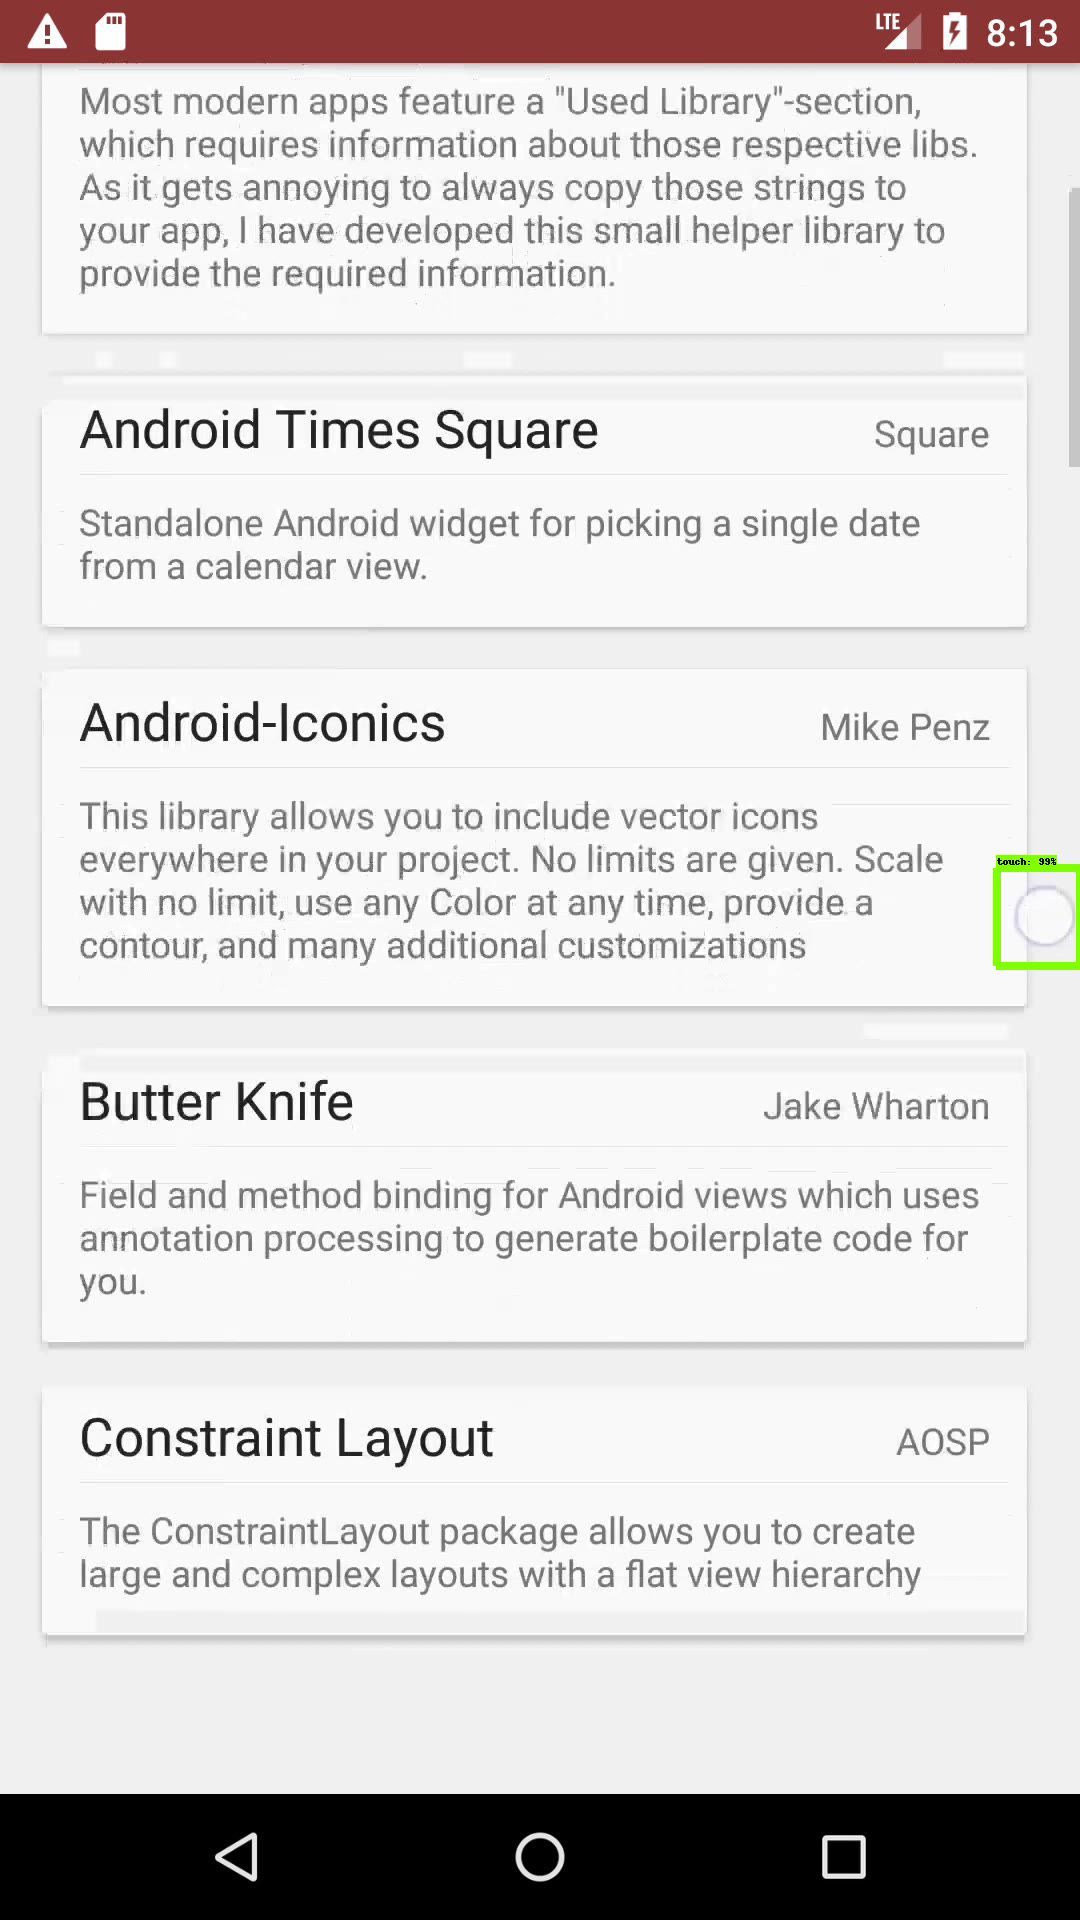 LTE 8:13
Most modern apps feature a "Used Library"-section,
which requires information about those respective libs.
As it gets annoying to always copy those strings to
your app, I have developed this small helper library to
provide the required information.
Android Times Square Square
Standalone Android widget for picking a single date
from a calendar view.
Android-Iconics Mike Penz
This library allows you to include vector icons
everywhere in your project. No limits are given. Scale
with no limit, use any Color at any time, provide a
contour, and many additional customizations
touch: 99%
Butter Knife Jake Wharton
Field and method binding for Android views which uses
annotation processing to generate boilerplate code for
you.
Constraint Layout AOSP
The ConstraintLayout package allows you to create
large and complex layouts with a flat view hierarchy